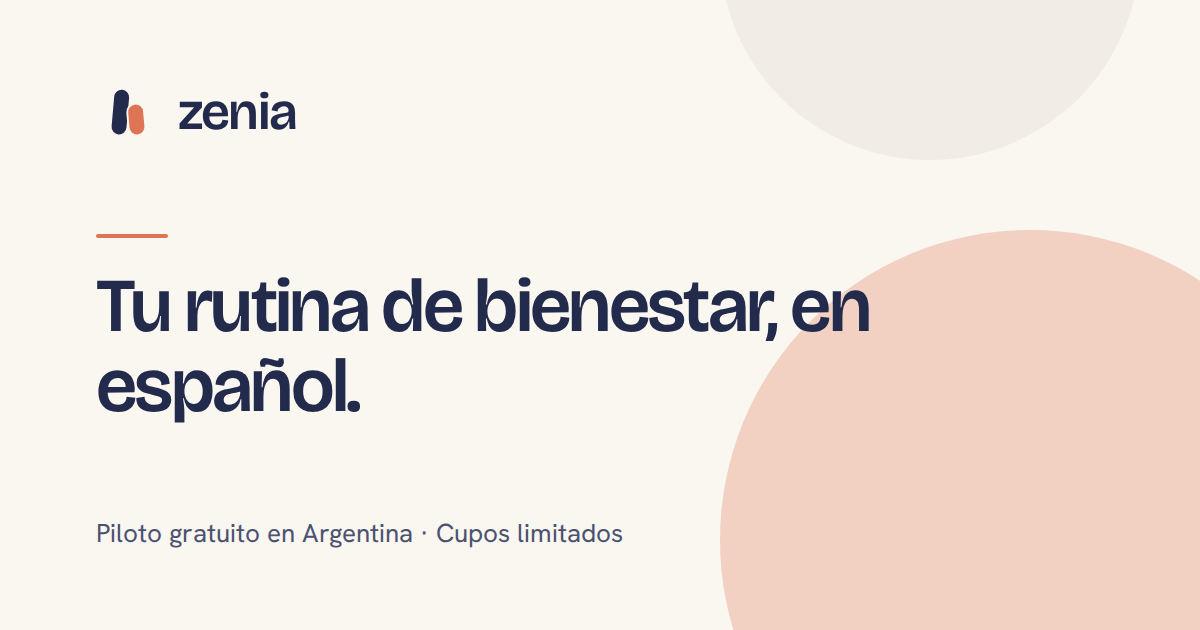 zenia
Tu rutina de bienestar, en
español.
Piloto gratuito en Argentina · Cupos limitados